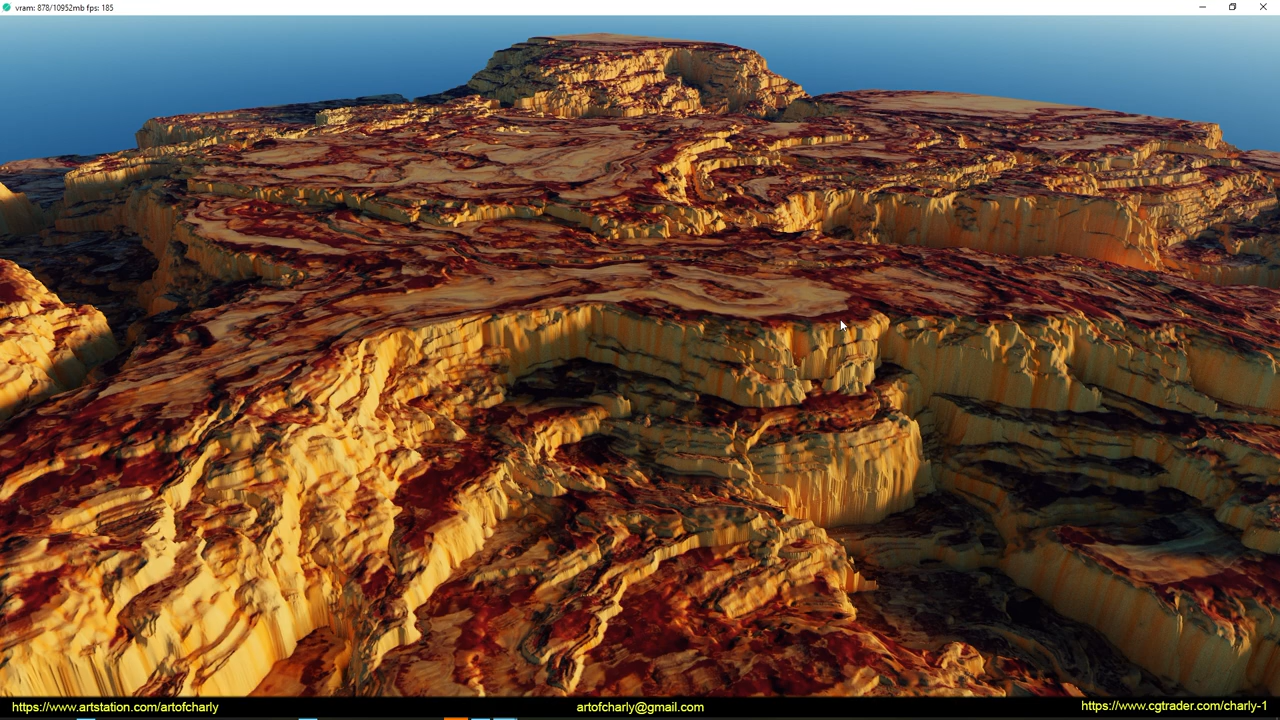 vram: 878/10952mb fps: 185
https://www.artstation.com/artofcharly
artofcharly@gmail.com
https://www.cgtrader.com/charly-1